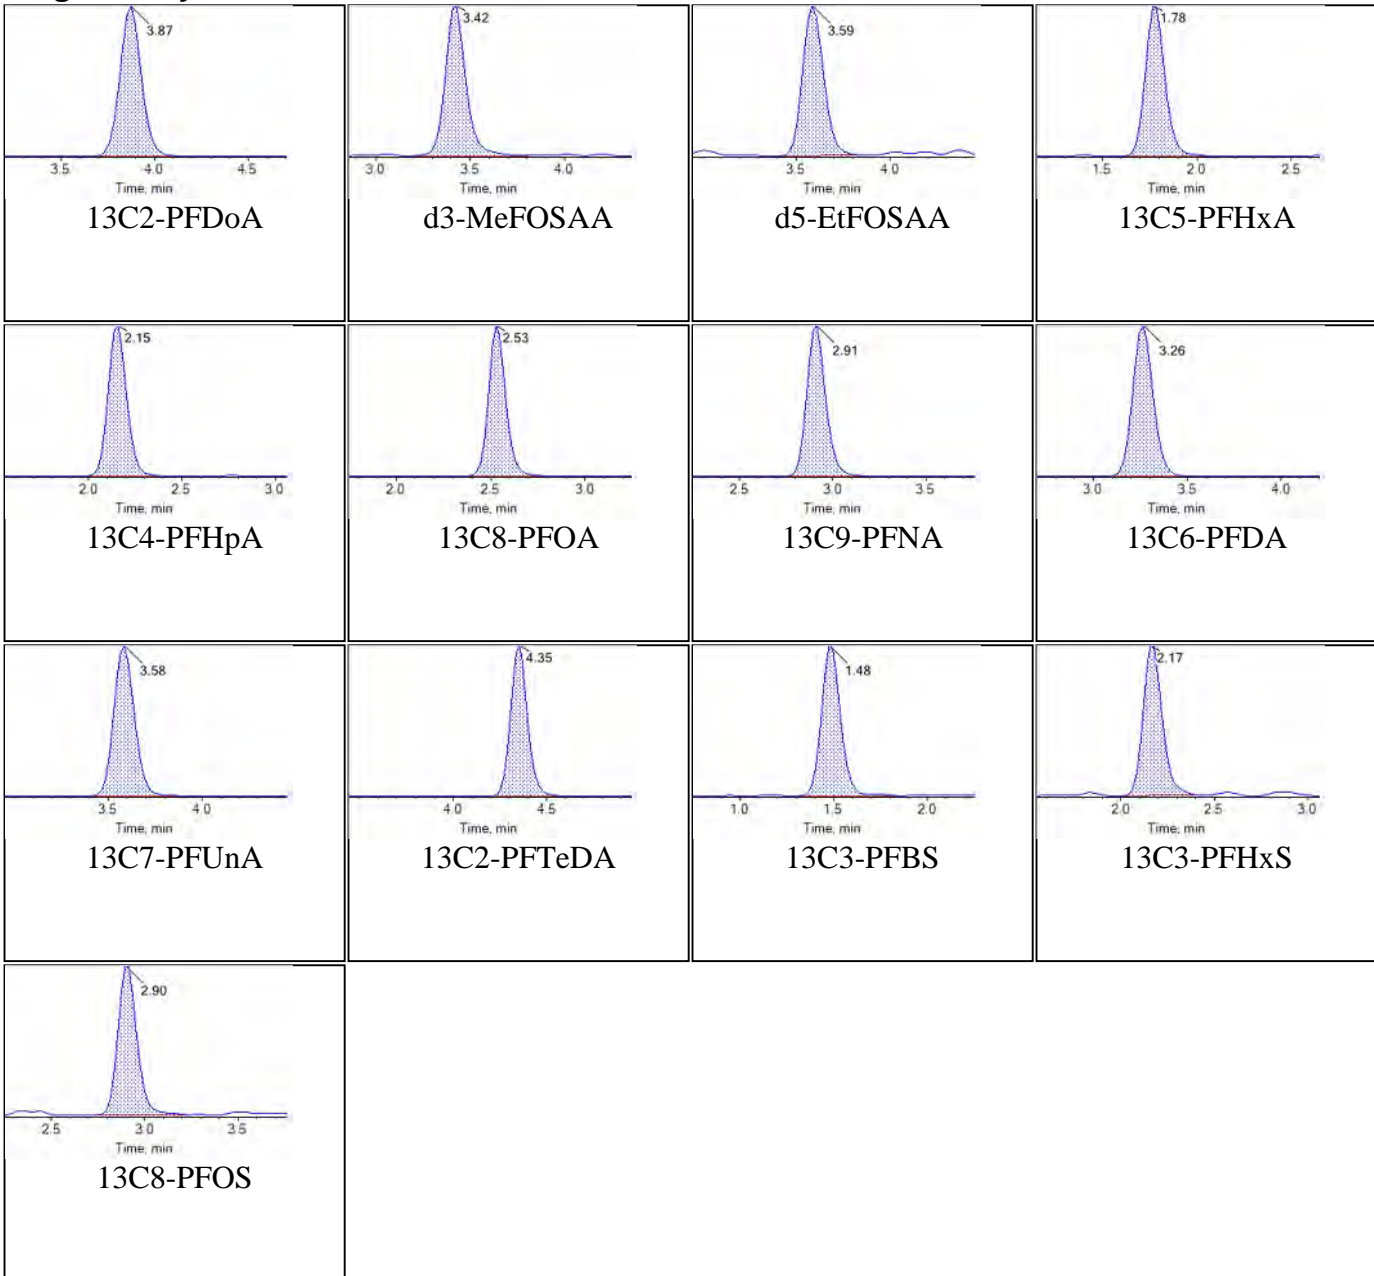 3.87
3.5 4.0 4.5
Time, min
13C2-PFDoA
3.42
3.0 3.5 4.0
Time, min
d3-MeFOSAA
3.59
3.5 4.0
Time, min
d5-EtFOSAA
1.78
1.5 2.0 2.5
Time, min
13C5-PFHxA
2.15
2.0 2.5 3.0
Time, min
13C4-PFHpA
2.53
2.0 2.5 3.0
Time, min
13C8-PFOA
2.91
2.5 3.0 3.5
Time, min
13C9-PFNA
3.26
3.0 3.5 4.0
Time, min
13C6-PFDA
3.58
3.5 4.0
Time, min
13C7-PFUnA
4.35
4.0 4.5
Time, min
13C2-PFTeDA
1.48
1.0 1.5 2.0
Time, min
13C3-PFBS
2.17
2.0 2.5 3.0
Time, min
13C3-PFHxS
2.90
2.5 3.0 3.5
Time, min
13C8-PFOS